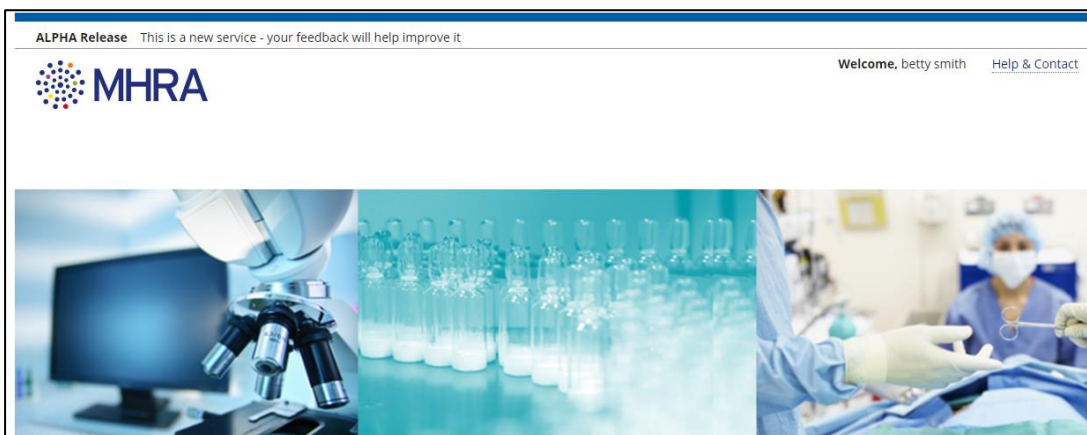 ALPHA Release This is a new service - your feedback will help improve it
MHRA
Welcome, betty smith Help & Contact